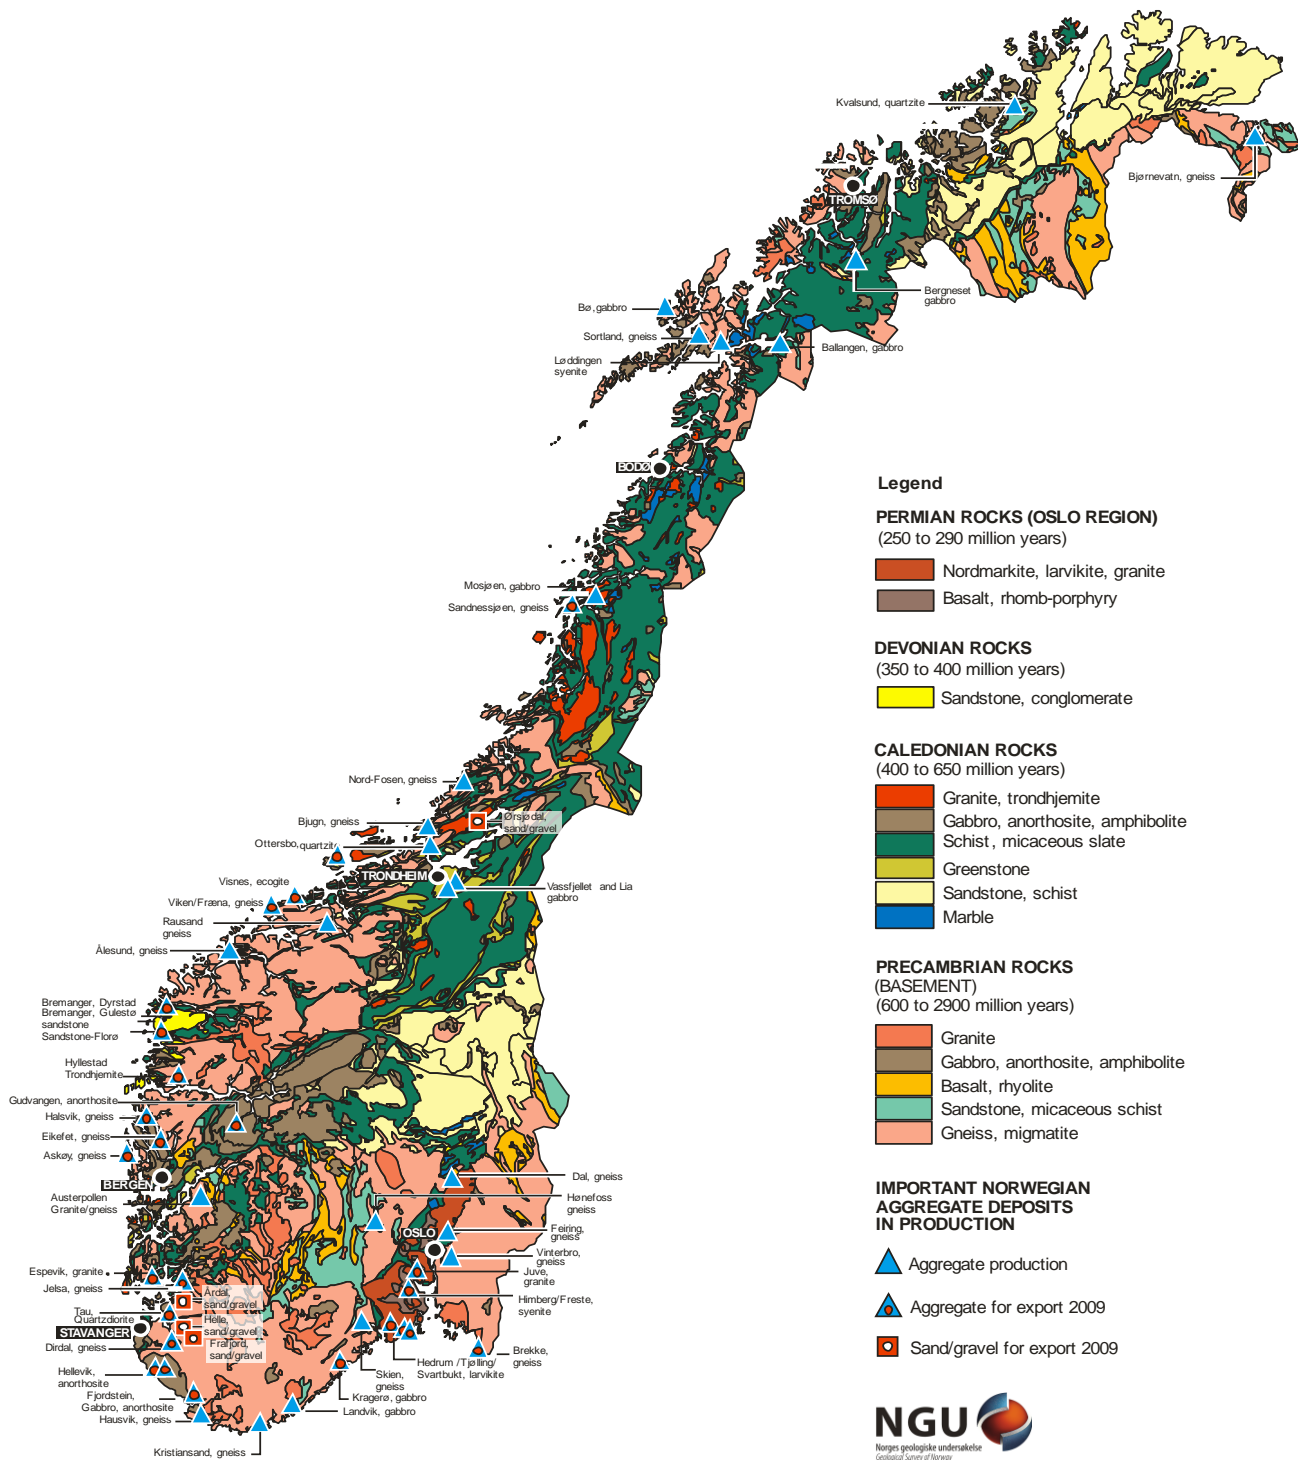 Kvalsund, quartzite
Bjørnevatn, gneiss
TROMSØ
Bergneset
gabbro
Bø, gabbro
Sortland, gneiss
Løddingen
syenite
Ballangen, gabbro
BODØ
Mosjøen, gabbro
Sandnessjøen, gneiss
Nord-Fosen, gneiss
Bjugn, gneiss
Ørsjødal,
sand/gravel
Ottersbo, quartzite
TRONDHEIM
Vassfjellet and Lia
gabbro
Visnes, ecogite
Viken/Fræna, gneiss
Rausand
gneiss
Ålesund, gneiss
Bremanger, Dyrstad
Bremanger, Gulestø
sandstone
Sandstone-Florø
Hyllestad
Trondhjemite
Gudvangen, anorthosite
Halsvik, gneiss
Eikefet, gneiss
Askøy, gneiss
BERGEN
Austerpollen
Granite/gneiss
Dal, gneiss
Hønefoss
gneiss
OSLO
Feiring,
gneiss
Vinterbro,
gneiss
Juve,
granite
Himberg/Freste,
syenite
Espevik, granite
Jelsa, gneiss
Årdal,
sand/gravel
Tau,
Quartzdiorite
Helle,
sand/gravel
STAVANGER
Frafjord,
sand/gravel
Dirdal, gneiss
Hellevik,
anorthosite
Fjordstein,
Gabbro, anorthosite
Hausvik, gneiss
Kristiansand, gneiss
Landvik, gabbro
Kragerø, gabbro
Skien,
gneiss
Hedrum /Tjølling/
Svartbukt, larvikite
Brekke,
gneiss
Legend
PERMIAN ROCKS (OSLO REGION)
(250 to 290 million years)
Nordmarkite, larvikite, granite
Basalt, rhomb-porphyry
DEVONIAN ROCKS
(350 to 400 million years)
Sandstone, conglomerate
CALEDONIAN ROCKS
(400 to 650 million years)
Granite, trondhjemite
Gabbro, anorthosite, amphibolite
Schist, micaceous slate
Greenstone
Sandstone, schist
Marble
PRECAMBRIAN ROCKS
(BASEMENT)
(600 to 2900 million years)
Granite
Gabbro, anorthosite, amphibolite
Basalt, rhyolite
Sandstone, micaceous schist
Gneiss, migmatite
IMPORTANT NORWEGIAN
AGGREGATE DEPOSITS
IN PRODUCTION
Aggregate production
Aggregate for export 2009
Sand/gravel for export 2009
NGU
Norges geologiske undersøkelse
Geological Survey of Norway